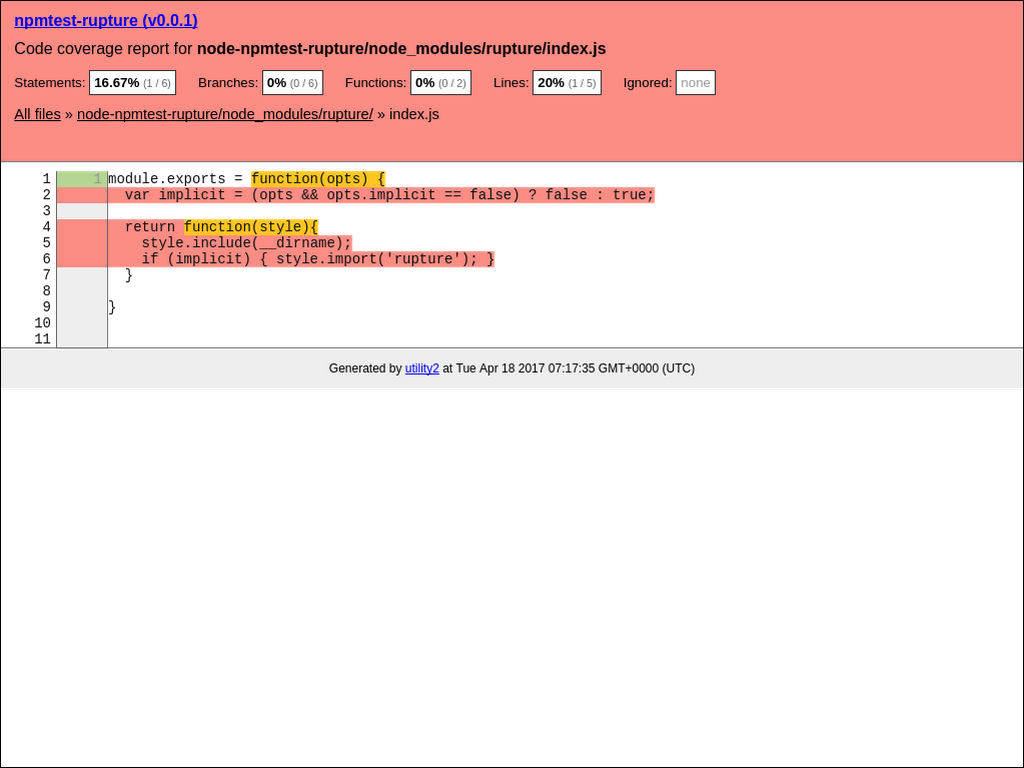 npmtest-rupture (v0.0.1)
Code coverage report for node-npmtest-rupture/node_modules/rupture/index.js
Statements: 16.67% (1 / 6) Branches: 0% (0 / 6) Functions: 0% (0 / 2) Lines: 20% (1 / 5) Ignored: none
All files » node-npmtest-rupture/node_modules/rupture/ » index.js
1 1 module.exports = function(opts) {
2 var implicit = (opts && opts.implicit == false) ? false : true;
3
4 return function(style){
5 style.include(__dirname);
6 if (implicit) { style.import('rupture'); }
7 }
8
9 }
10
11
Generated by utility2 at Tue Apr 18 2017 07:17:35 GMT+0000 (UTC)